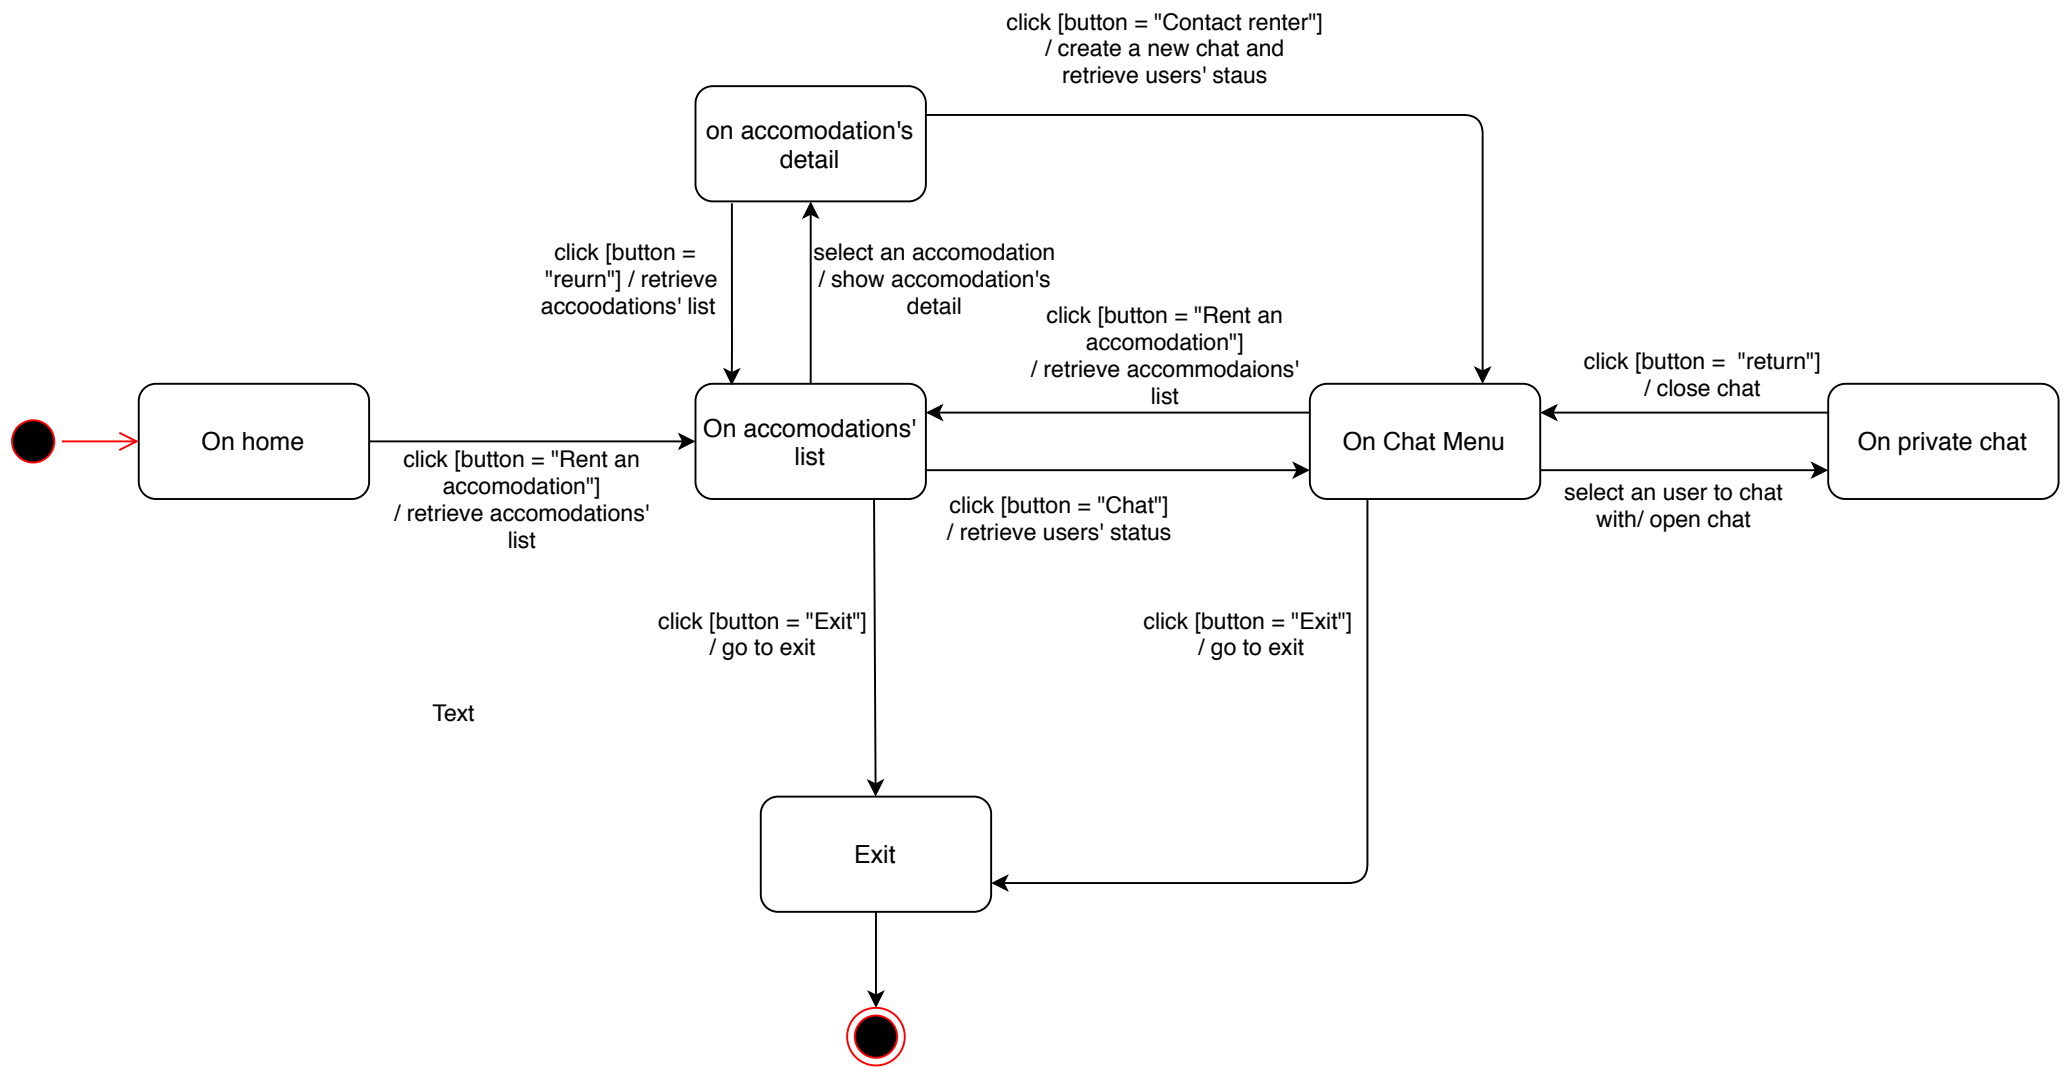 click [button = "Contact renter"]
/ create a new chat and
retrieve users' staus
on accomodation's
detail
click [button =
"reurn"] / retrieve
accoodations' list
select an accomodation
/ show accomodation's
detail
click [button = "Rent an
accomodation"]
/ retrieve accommodaions'
list
click [button =  "return"]
/ close chat
On home
On accomodations'
list
On Chat Menu
On private chat
click [button = "Rent an
accomodation"]
/ retrieve accomodations'
list
click [button = "Chat"]
/ retrieve users' status
select an user to chat
with/ open chat
click [button = "Exit"]
/ go to exit
click [button = "Exit"]
/ go to exit
Text
Exit